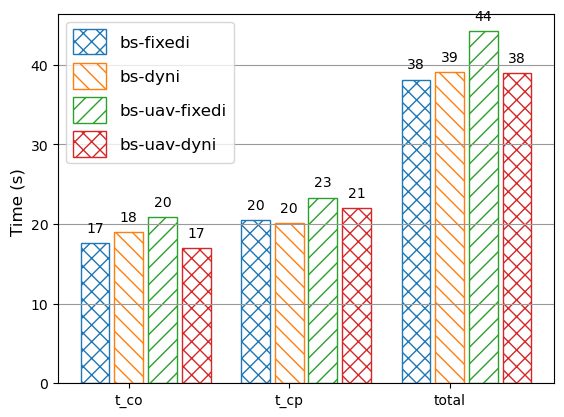 44
40
38
39
38
bs-fixedi
bs-dyni
bs-uav-fixedi
bs-uav-dyni
30
Time (s)
23
20
17
18
20
17
20
20
21
10
0
t_co
t_cp
total